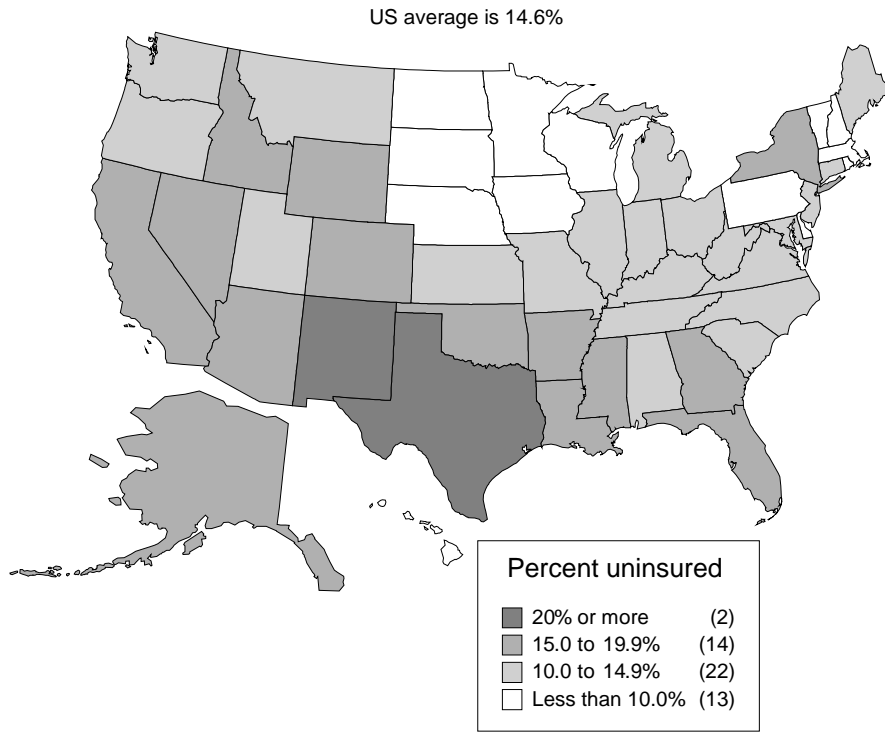 US average is 14.6%
Percent uninsured
20% or more (2)
15.0 to 19.9% (14)
10.0 to 14.9% (22)
Less than 10.0% (13)